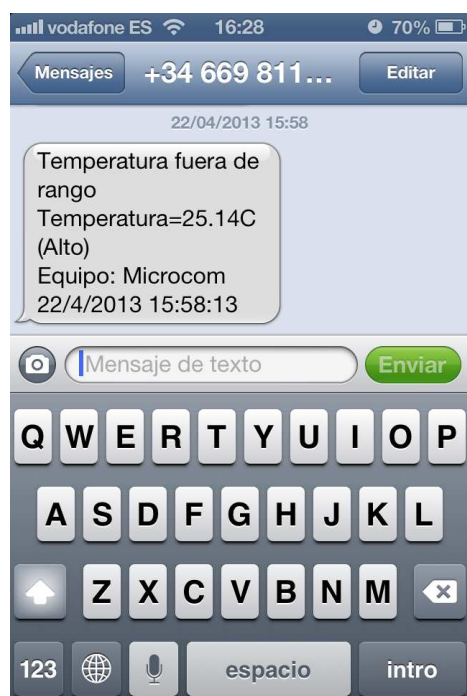 vodafone ES 16:28 70%
Mensajes +34 669 811... Editar
22/04/2013 15:58
Temperatura fuera de
rango
Temperatura=25.14C
(Alto)
Equipo: Microcom
22/4/2013 15:58:13
Mensaje de texto Enviar
Q W E R T Y U I O P
A S D F G H J K L
Z X C V B N M
123 espacio intro